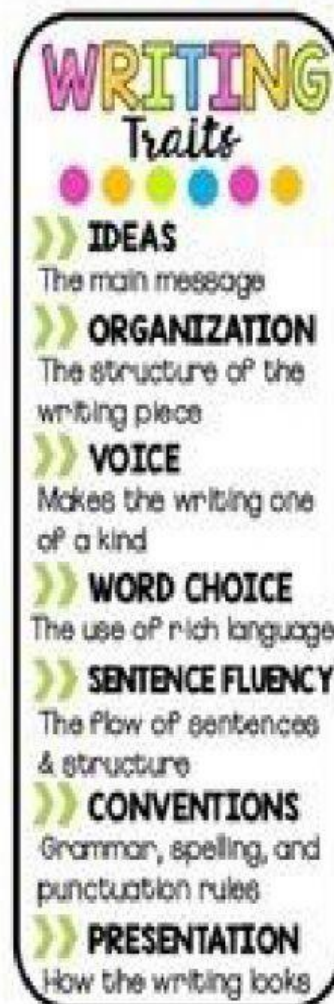 WRITING
Traits
IDEAS
The main message
ORGANIZATION
The structure of the
writing piece
VOICE
Makes the writing one
of a kind
WORD CHOICE
The use of rich language
SENTENCE FLUENCY
The flow of sentences
& structure
CONVENTIONS
Grammar, spelling, and
punctuation rules
PRESENTATION
How the writing looks